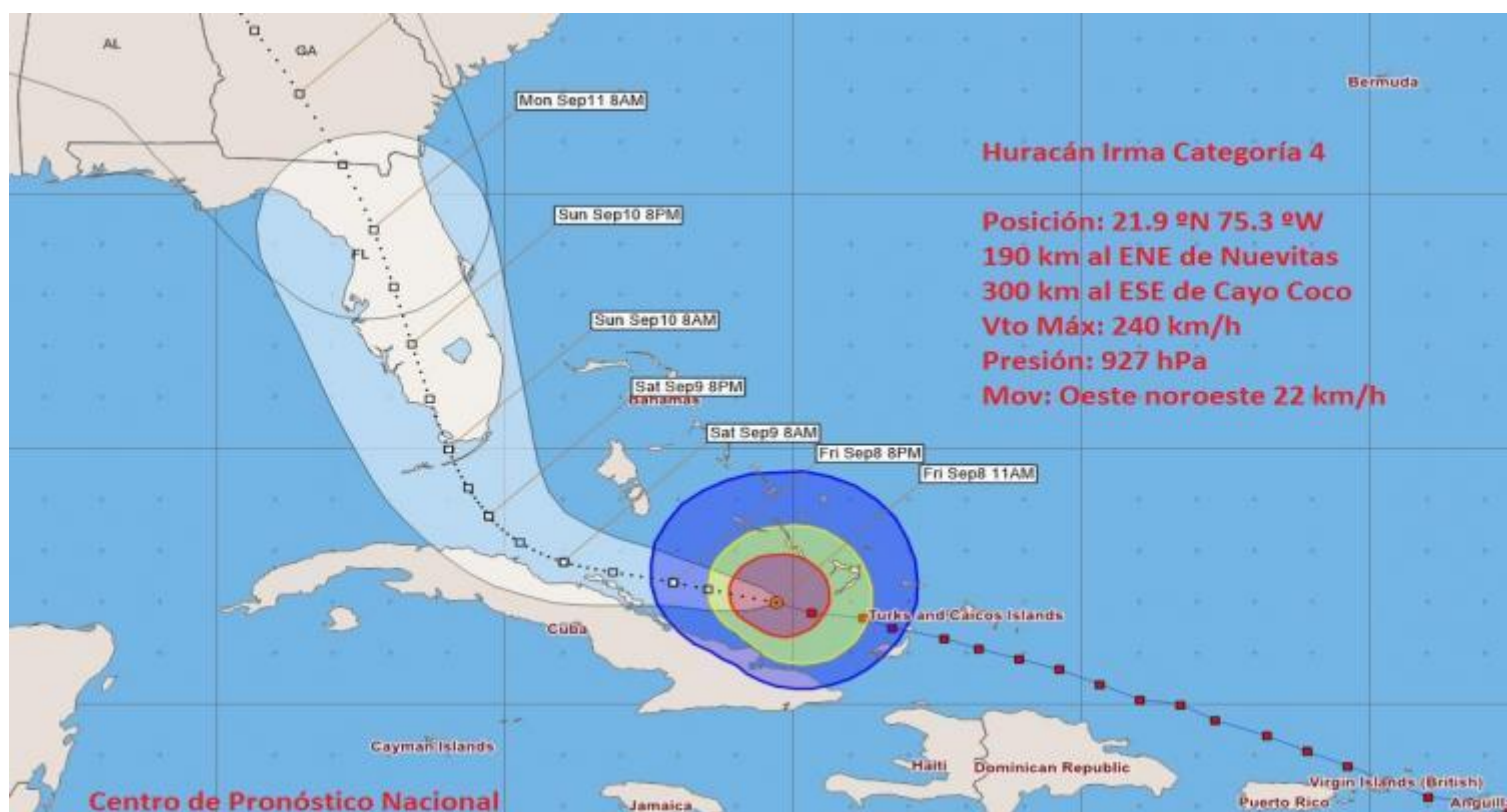 AL
GA
Bermuda
Mon Sep11 8AM
Huracán Irma Categoría 4
Sun Sep10 8PM
Posición: 21.9 ºN 75.3 ºW
190 km al ENE de Nuevitas
FL
300 km al ESE de Cayo Coco
Sun Sep10 8AM
Vto Máx: 240 km/h
Presión: 927 hPa
Sat Sep9 8PM
Mov: Oeste noroeste 22 km/h
Bahamas
Sat Sep9 8AM
Fri Sep8 8PM
Fri Sep8 11AM
Turks and Caicos Islands
Cuba
Cayman Islands
Haiti
Dominican Republic
Virgin Islands (British)
Centro de Pronóstico Nacional
Jamaica
Puerto Rico